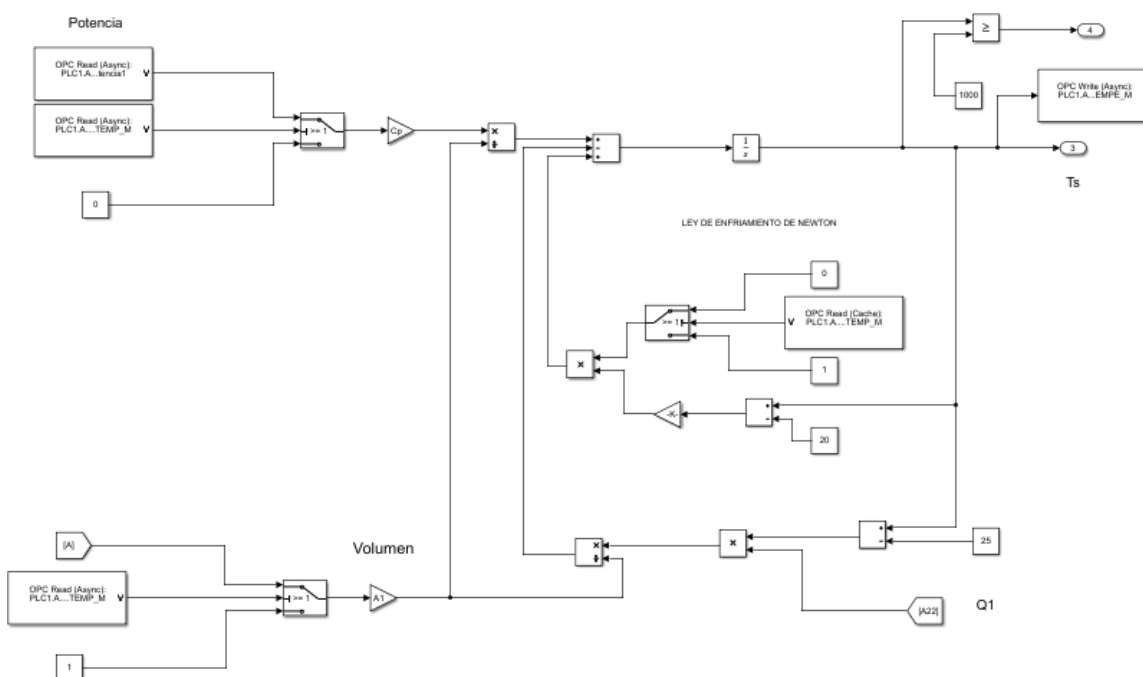 Potencia
OPC Read (Async):
PLC1.A...tencia1
V
OPC Read (Async):
PLC1.A....TEMP_M
V
0
>= 1
Cp
×
÷
+
-
+
1
s
≥
4
1000
OPC Write (Async):
PLC1.A...EMPE_M
3
Ts
LEY DE ENFRIAMIENTO DE NEWTON
0
>= 1
OPC Read (Cache):
PLC1.A....TEMP_M
V
1
×
-K-
+
-
20
[A]
Volumen
OPC Read (Async):
PLC1.A....TEMP_M
V
>= 1
A1
1
×
÷
×
+
-
25
[A22]
Q1